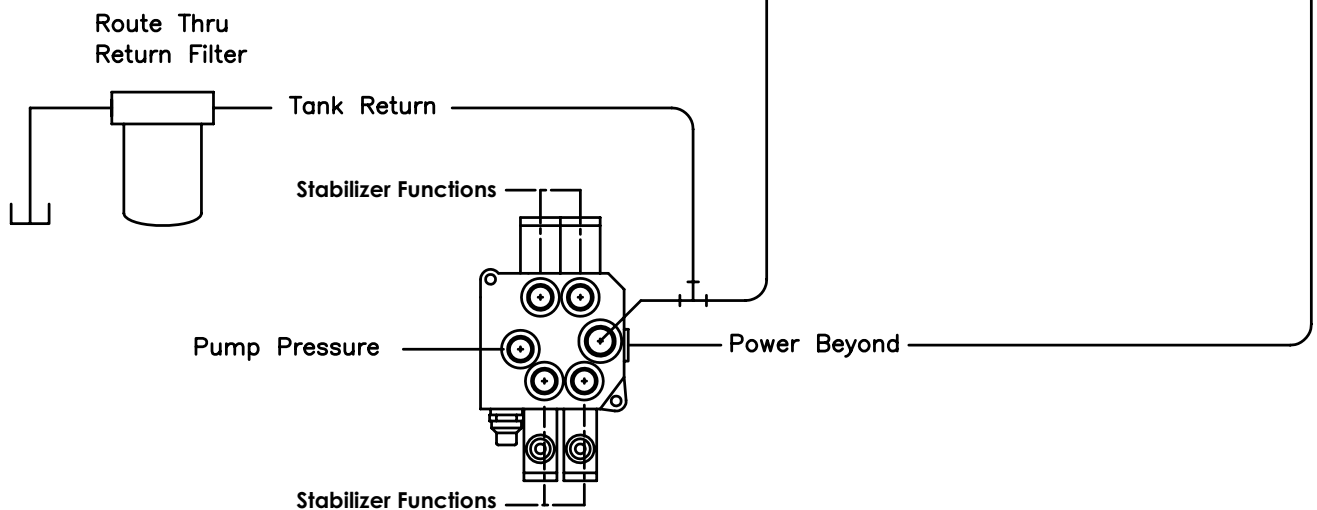 Route Thru
Return Filter
Tank Return
Stabilizer Functions
Pump Pressure
Power Beyond
Stabilizer Functions